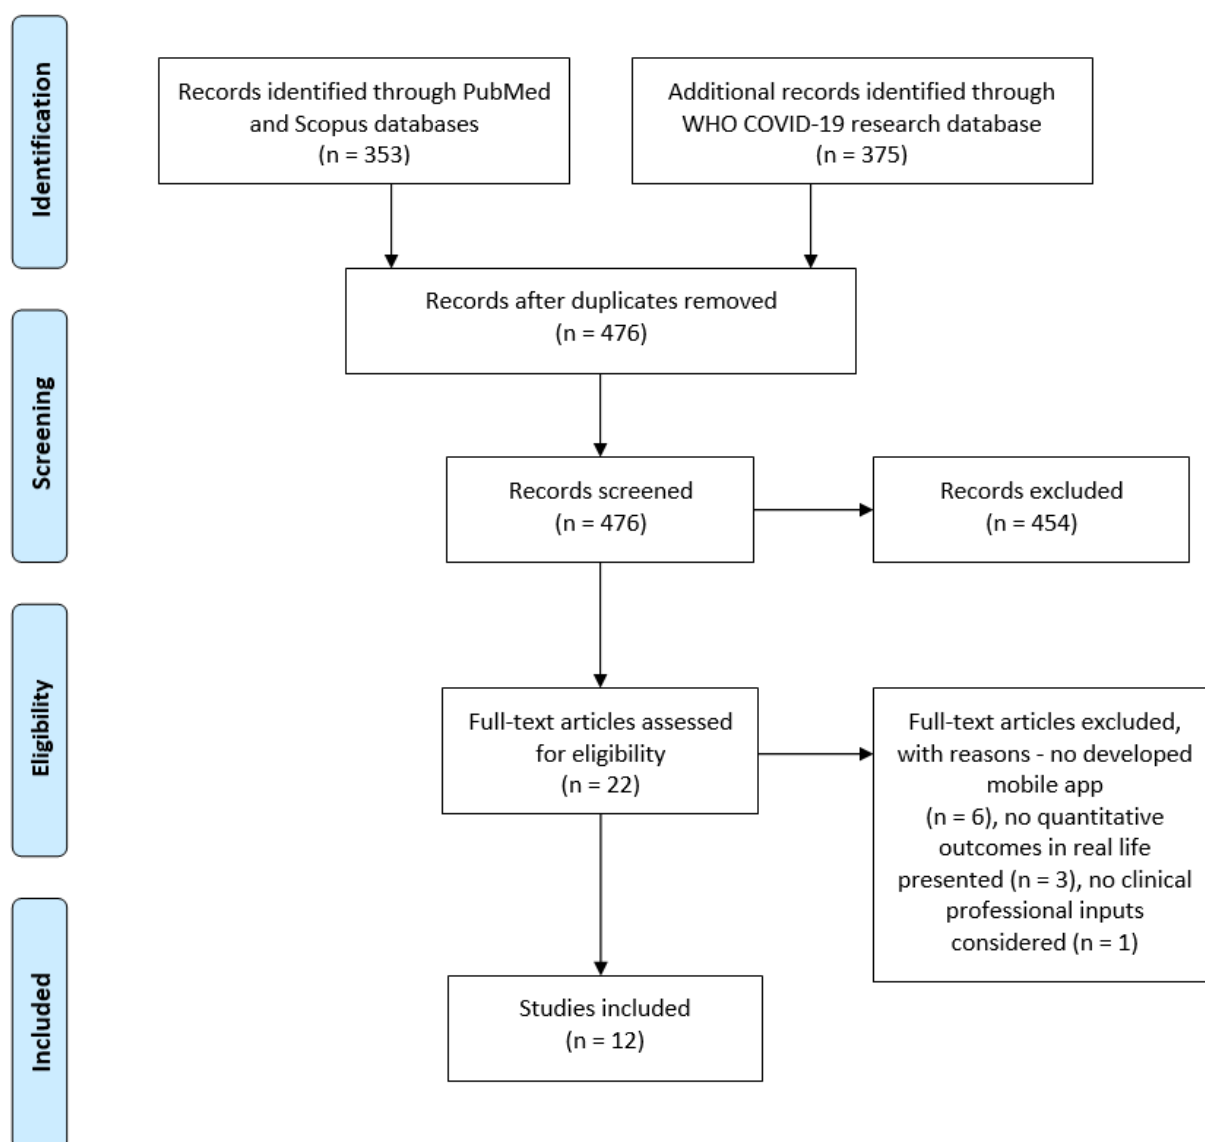 Identification
Records identified through PubMed
and Scopus databases
(n = 353)
Additional records identified through
WHO COVID-19 research database
(n = 375)
Records after duplicates removed
(n = 476)
Screening
Records screened
(n = 476)
Records excluded
(n = 454)
Eligibility
Full-text articles assessed
for eligibility
(n = 22)
Full-text articles excluded,
with reasons - no developed
mobile app
(n = 6), no quantitative
outcomes in real life
presented (n = 3), no clinical
professional inputs
considered (n = 1)
Included
Studies included
(n = 12)